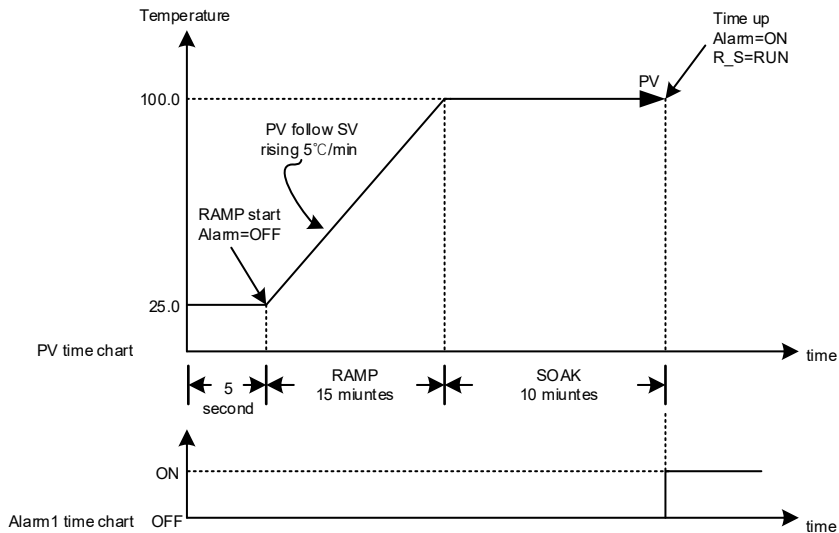 Temperature
Time up
Alarm=ON
R_S=RUN
PV
100.0
PV follow SV
rising 5℃/min
RAMP start
Alarm=OFF
25.0
PV time chart
time
5
second
RAMP
15 miuntes
SOAK
10 miuntes
ON
Alarm1 time chart
OFF
time